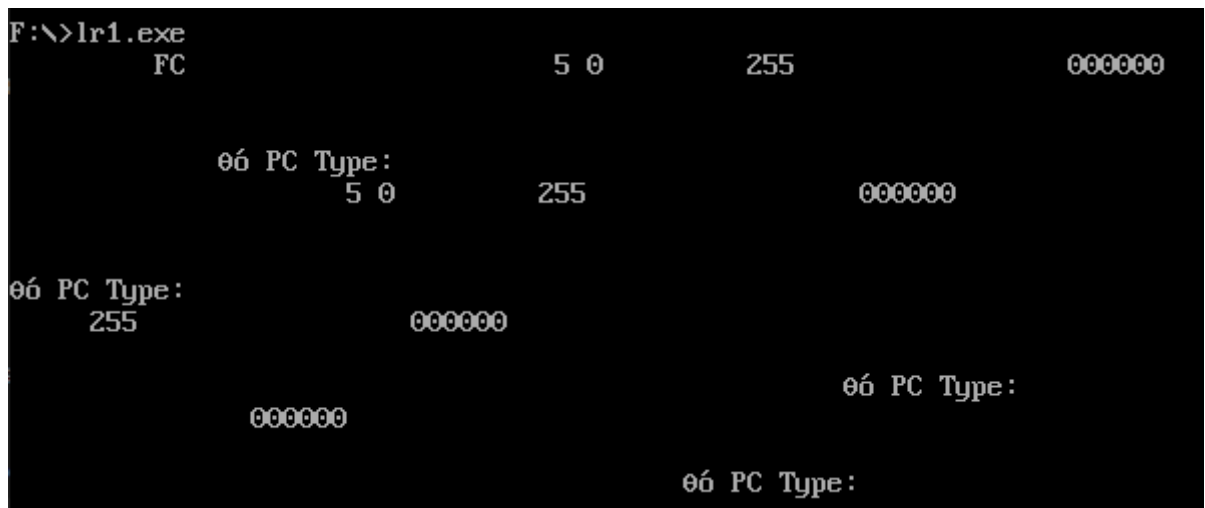 F:\>lr1.exe
FC 5 0 255 000000
θó PC Type:
5 0 255 000000
θó PC Type:
255 000000
θó PC Type:
000000
θó PC Type: